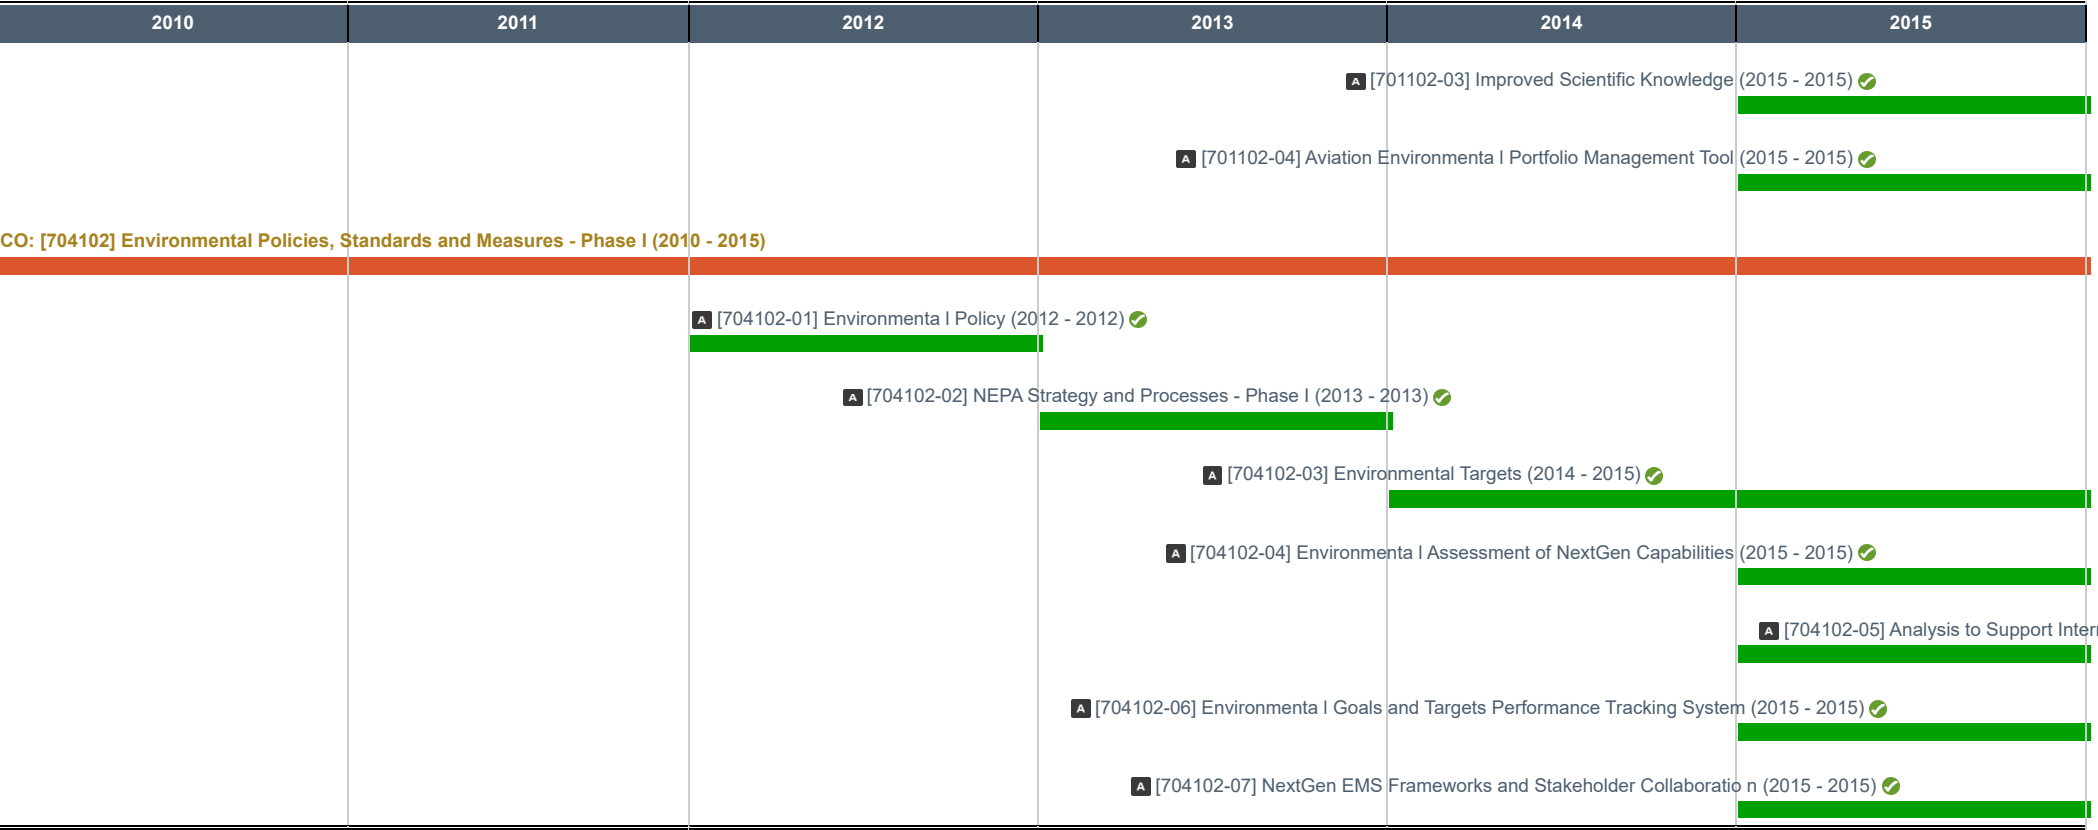 2010 2011 2012 2013 2014 2015
A [701102-03] Improved Scientific Knowledge (2015 - 2015)
A [701102-04] Aviation Environmenta l Portfolio Management Tool (2015 - 2015)
CO: [704102] Environmental Policies, Standards and Measures - Phase I (2010 - 2015)
A [704102-01] Environmenta l Policy (2012 - 2012)
A [704102-02] NEPA Strategy and Processes - Phase I (2013 - 2013)
A [704102-03] Environmental Targets (2014 - 2015)
A [704102-04] Environmenta l Assessment of NextGen Capabilities (2015 - 2015)
A [704102-05] Analysis to Support
A [704102-06] Environmenta l Goals and Targets Performance Tracking System (2015 - 2015)
A [704102-07] NextGen EMS Frameworks and Stakeholder Collaboratio n (2015 - 2015)